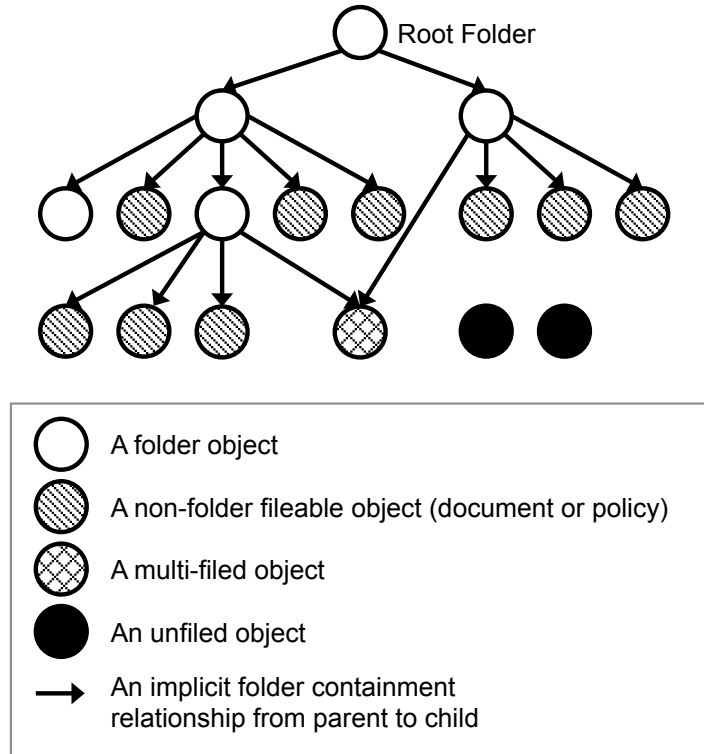 Root Folder
A folder object
A non-folder fileable object (document or policy)
A multi-filed object
An unfiled object
An implicit folder containment
relationship from parent to child